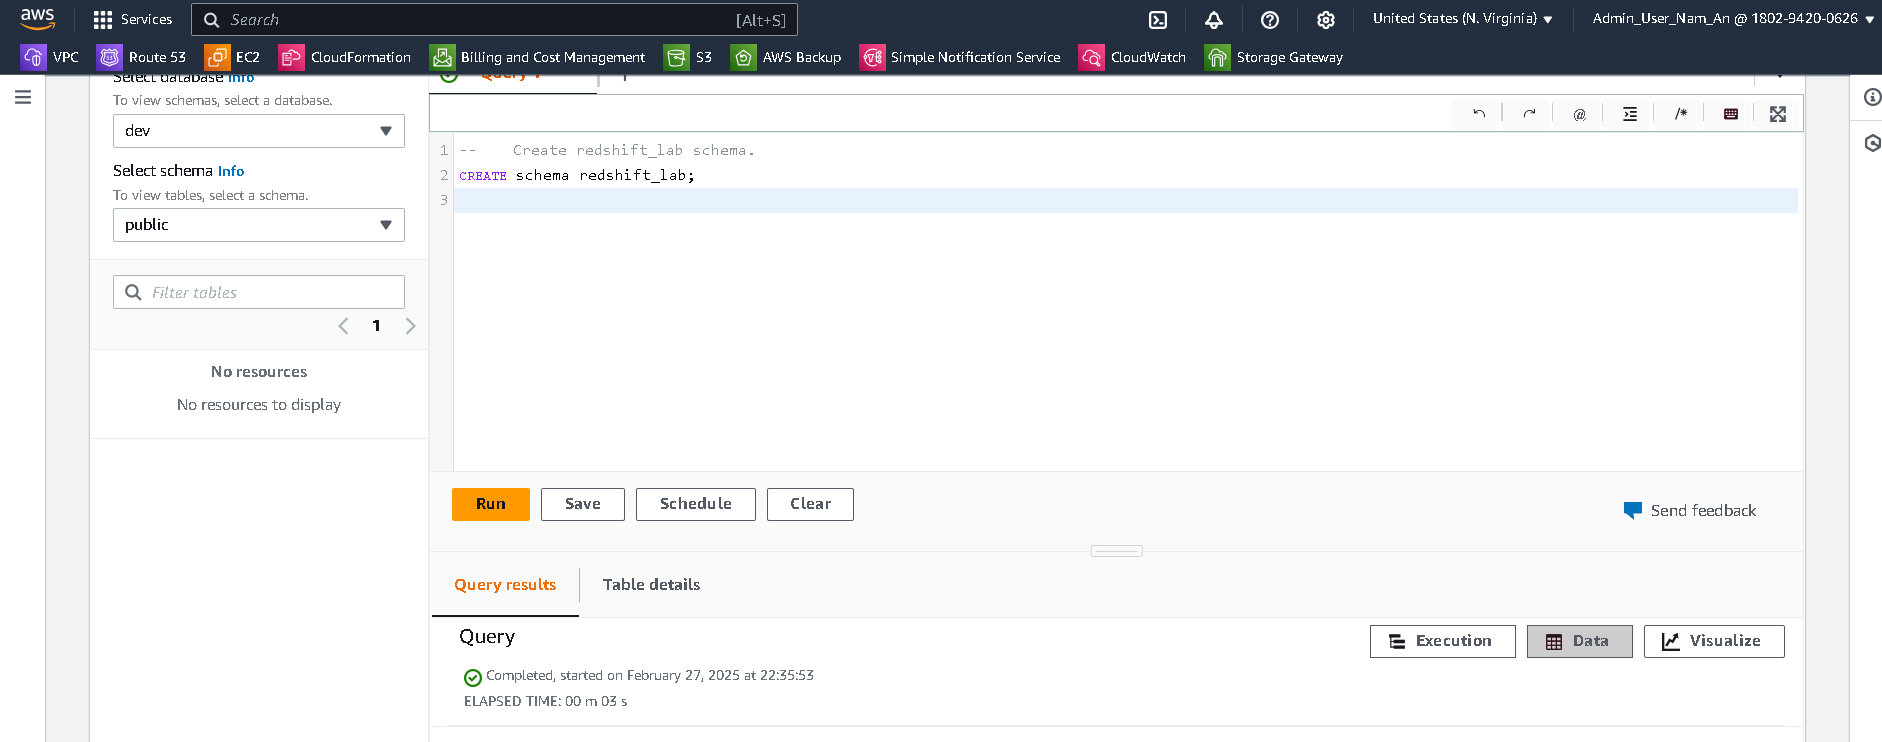 aws Services Search [Alt+S] United States (N. Virginia) Admin_User_Nam_An @ 1802-9420-0626
VPC Route 53 EC2 CloudFormation Billing and Cost Management S3 AWS Backup Simple Notification Service CloudWatch Storage Gateway
Select database Info
To view schemas, select a database.
dev
Select schema Info
To view tables, select a schema.
public
Filter tables
1
No resources
No resources to display
@ /*
1 -- Create redshift_lab schema.
2 CREATE schema redshift_lab;
3
Run Save Schedule Clear
Send feedback
Query results Table details
Query
Execution Data Visualize
Completed, started on February 27, 2025 at 22:35:53
ELAPSED TIME: 00 m 03 s